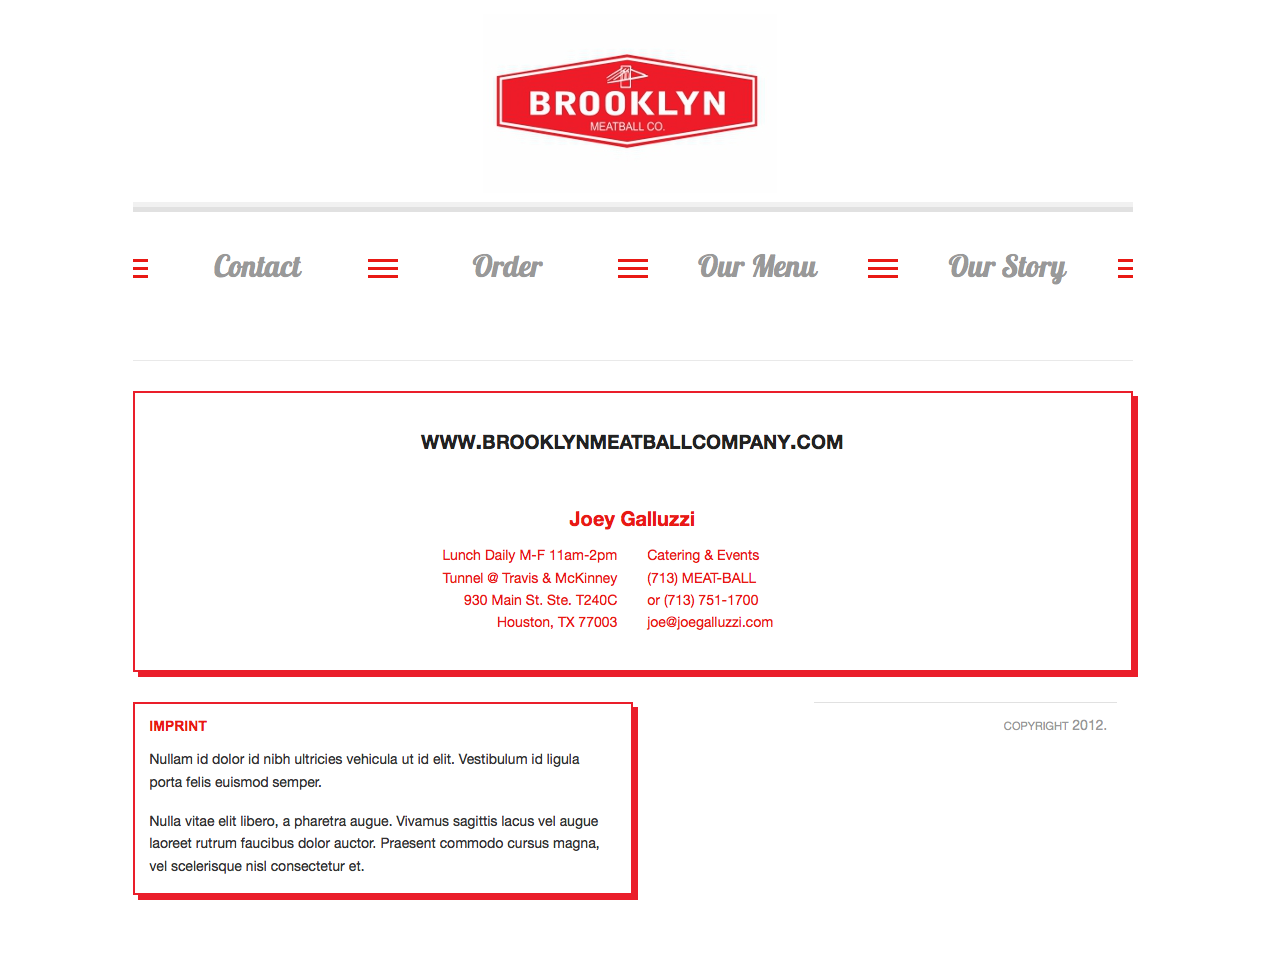 BROOKLYN
MEATBALL CO.
Contact
Order
Our Menu
Our Story
WWW.BROOKLYNMEATBALLCOMPANY.COM
Joey Galluzzi
Lunch Daily M-F 11am-2pm
Tunnel @ Travis & McKinney
930 Main St. Ste. T240C
Houston, TX 77003
Catering & Events
(713) MEAT-BALL
or (713) 751-1700
joe@joegalluzzi.com
IMPRINT
Nullam id dolor id nibh ultricies vehicula ut id elit. Vestibulum id ligula
porta felis euismod semper.
Nulla vitae elit libero, a pharetra augue. Vivamus sagittis lacus vel augue
laoreet rutrum faucibus dolor auctor. Praesent commodo cursus magna,
vel scelerisque nisl consectetur et.
COPYRIGHT 2012.